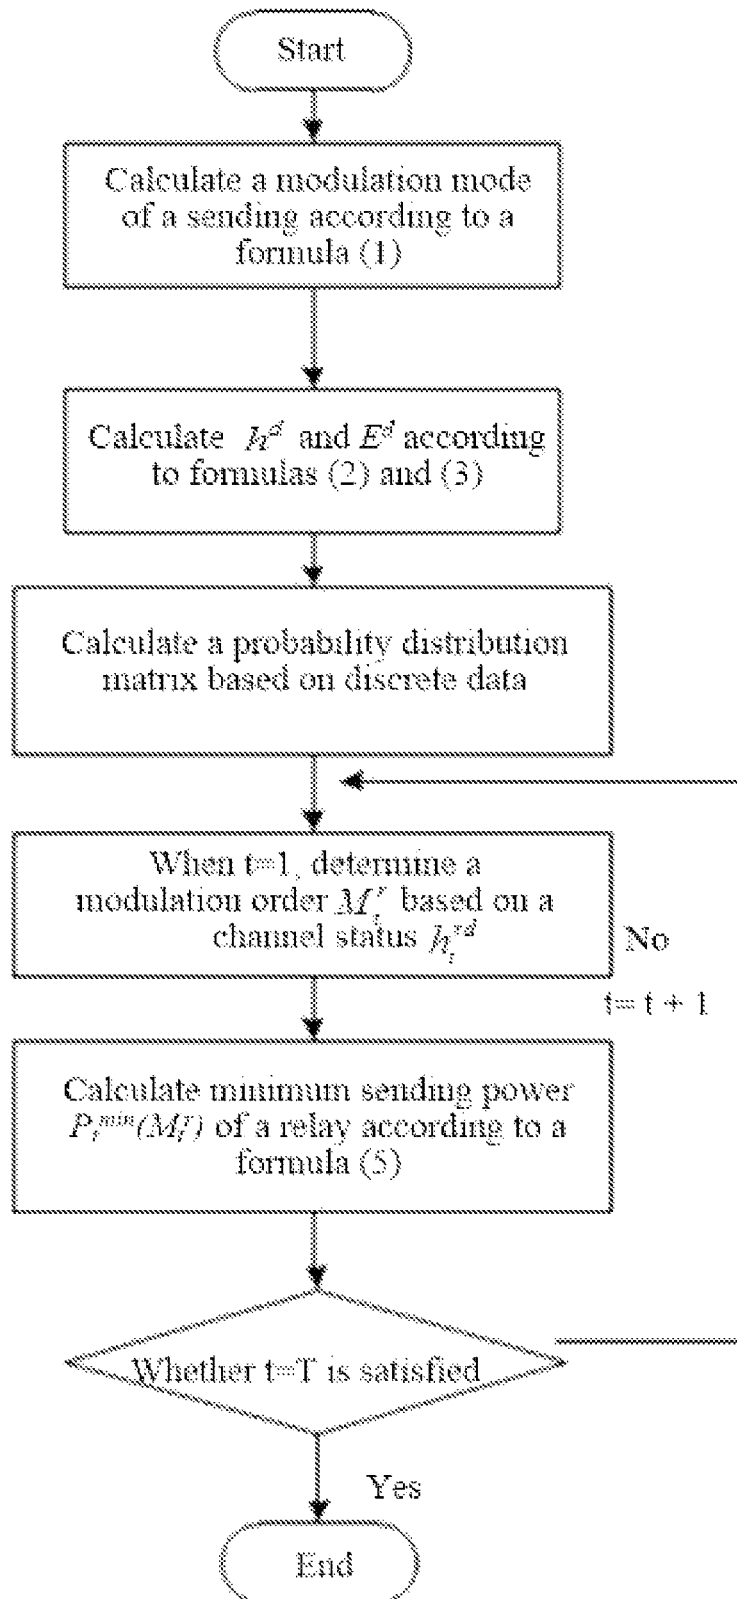 Start
Calculate a modulation mode
of a sending according to a
formula (1)
Calculate h^sd and E^d according
to formulas (2) and (3)
Calculate a probability distribution
matrix based on discrete data
When t=1, determine a
modulation order M_t^r based on a
channel status h_t^rd
No
t= t + 1
Calculate minimum sending power
P_t^min(M_t^r) of a relay according to a
formula (5)
Whether t=T is satisfied
Yes
End